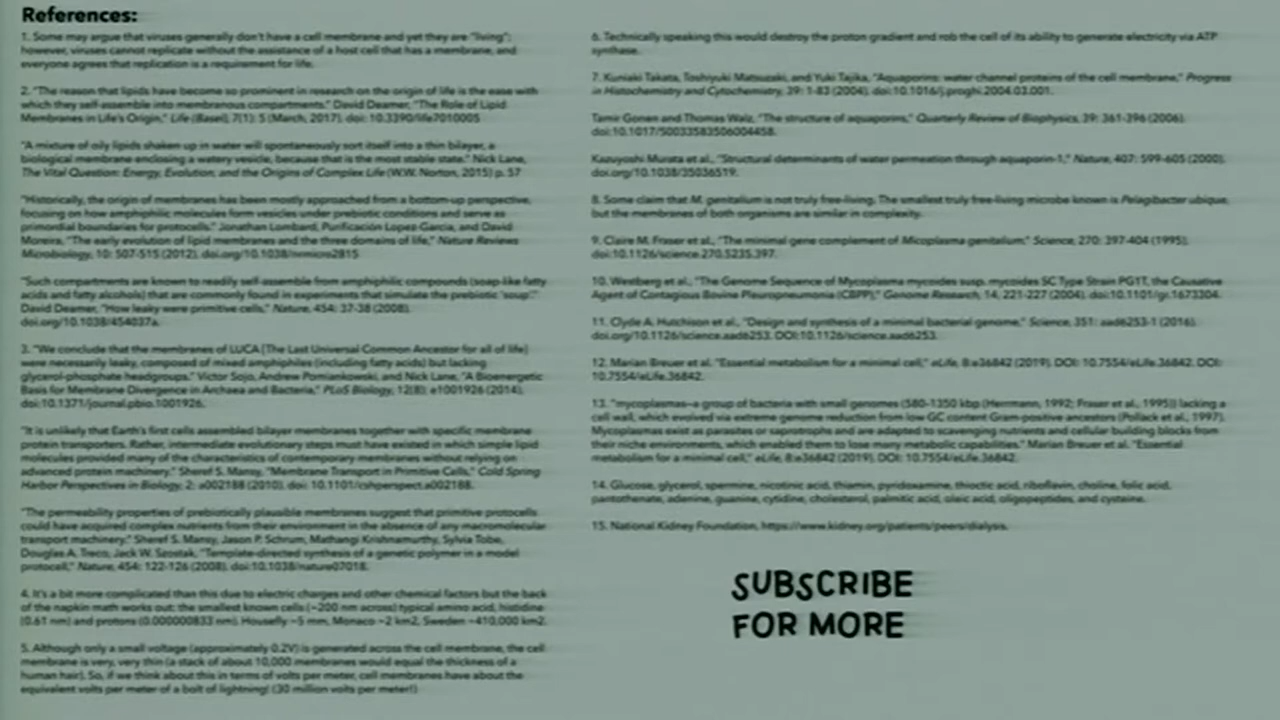 References:
1. Some may argue that viruses generally don't have a cell membrane and yet they are "living";
however, viruses cannot replicate without the assistance of a host cell that has a membrane, and
everyone agrees that replication is a requirement for life.
2. "The reason that lipids have become so prominent in research on the origin of life is the ease with
which they self-assemble into membranous compartments." David Deamer, "The Role of Lipid
Membranes in Life's Origin," Life (Basel), 7(1): 5 (March, 2017). doi: 10.3390/life7010005
"A mixture of oily lipids shaken up in water will spontaneously sort itself into a thin bilayer, a
biological membrane enclosing a watery vesicle, because that is the most stable state." Nick Lane,
The Vital Question: Energy, Evolution, and the Origins of Complex Life (W.W. Norton, 2015) p. 57
"Historically, the origin of membranes has been mostly approached from a bottom-up perspective,
focusing on how amphiphilic molecules form vesicles under prebiotic conditions and serve as
primordial boundaries for protocells." Jonathan Lombard, Purificación López-García, and David
Moreira, "The early evolution of lipid membranes and the three domains of life," Nature Reviews
Microbiology, 10: 507-515 (2012). doi.org/10.1038/nrmicro2815
"Such compartments are known to readily self-assemble from amphiphilic compounds (soap-like fatty
acids and fatty alcohols) that are commonly found in experiments that simulate the prebiotic 'soup'."
David Deamer, "How leaky were primitive cells," Nature, 454: 37-38 (2008).
doi.org/10.1038/454037a.
3. "We conclude that the membranes of LUCA [The Last Universal Common Ancestor for all of life]
were necessarily leaky, composed of mixed amphiphiles (including fatty acids) but lacking
glycerol-phosphate headgroups." Victor Sojo, Andrew Pomiankowski, and Nick Lane, "A Bioenergetic
Basis for Membrane Divergence in Archaea and Bacteria," PLoS Biology, 12(8): e1001926 (2014).
doi:10.1371/journal.pbio.1001926.
"It is unlikely that Earth's first cells assembled bilayer membranes together with specific membrane
protein transporters. Rather, intermediate evolutionary steps must have existed in which simple lipid
molecules provided many of the characteristics of contemporary membranes without relying on
advanced protein machinery." Sheref S. Mansy, "Membrane Transport in Primitive Cells," Cold Spring
Harbor Perspectives in Biology, 2: a002188 (2010). doi: 10.1101/cshperspect.a002188.
"The permeability properties of prebiotically plausible membranes suggest that primitive protocells
could have acquired complex nutrients from their environment in the absence of any macromolecular
transport machinery." Sheref S. Mansy, Jason P. Schrum, Mathangi Krishnamurthy, Sylvia Tobe,
Douglas A. Treco, Jack W. Szostak, "Template-directed synthesis of a genetic polymer in a model
protocell," Nature, 454: 122-126 (2008). doi:10.1038/nature07018.
4. It's a bit more complicated than this due to electric charges and other chemical factors but the back
of the napkin math works out: the smallest known cells (~200 nm across) typical amino acid, histidine
(0.61 nm) and protons (0.000000833 nm). Housefly ~5 mm, Monaco ~2 km2, Sweden ~410,000 km2.
5. Although only a small voltage (approximately 0.2V) is generated across the cell membrane, the cell
membrane is very, very thin (a stack of about 10,000 membranes would equal the thickness of a
human hair). So, if we think about this in terms of volts per meter, cell membranes have about the
equivalent volts per meter of a bolt of lightning! (30 million volts per meter!)
6. Technically speaking this would destroy the proton gradient and rob the cell of its ability to generate electricity via ATP
synthase.
7. Kuniaki Takata, Toshiyuki Matsuzaki, and Yuki Tajika, "Aquaporins: water channel proteins of the cell membrane," Progress
in Histochemistry and Cytochemistry, 39: 1-83 (2004). doi:10.1016/j.proghi.2004.03.001.
Tamir Gonen and Thomas Walz, "The structure of aquaporins," Quarterly Review of Biophysics, 39: 361-396 (2006).
doi:10.1017/S0033583506004458.
Kazuyoshi Murata et al., "Structural determinants of water permeation through aquaporin-1," Nature, 407: 599-605 (2000).
doi.org/10.1038/35036519.
8. Some claim that M. genitalium is not truly free-living. The smallest truly free-living microbe known is Pelagibacter ubique,
but the membranes of both organisms are similar in complexity.
9. Claire M. Fraser et al., "The minimal gene complement of Micoplasma genitalium," Science, 270: 397-404 (1995).
doi:10.1126/science.270.5235.397.
10. Westberg et al., "The Genome Sequence of Mycoplasma mycoides susp. mycoides SC Type Strain PG1T, the Causative
Agent of Contagious Bovine Pleuropneumonia (CBPP)," Genome Research, 14, 221-227 (2004). doi:10.1101/gr.1673304.
11. Clyde A. Hutchison et al., "Design and synthesis of a minimal bacterial genome," Science, 351: aad6253-1 (2016).
doi.org/10.1126/science.aad6253. DOI:10.1126/science.aad6253.
12. Marian Breuer et al. "Essential metabolism for a minimal cell," eLife, 8:e36842 (2019). DOI: 10.7554/eLife.36842. DOI:
10.7554/eLife.36842.
13. "mycoplasmas—a group of bacteria with small genomes (580-1350 kbp (Herrmann, 1992; Fraser et al., 1995)) lacking a
cell wall, which evolved via extreme genome reduction from low GC content Gram-positive ancestors (Pollack et al., 1997).
Mycoplasmas exist as parasites or saprotrophs and are adapted to scavenging nutrients and cellular building blocks from
their niche environments, which enabled them to lose many metabolic capabilities." Marian Breuer et al. "Essential
metabolism for a minimal cell," eLife, 8:e36842 (2019). DOI: 10.7554/eLife.36842.
14. Glucose, glycerol, spermine, nicotinic acid, thiamin, pyridoxamine, thioctic acid, riboflavin, choline, folic acid,
pantothenate, adenine, guanine, cytidine, cholesterol, palmitic acid, oleic acid, oligopeptides, and cysteine.
15. National Kidney Foundation, https://www.kidney.org/patients/peers/dialysis.
SUBSCRIBE
FOR MORE